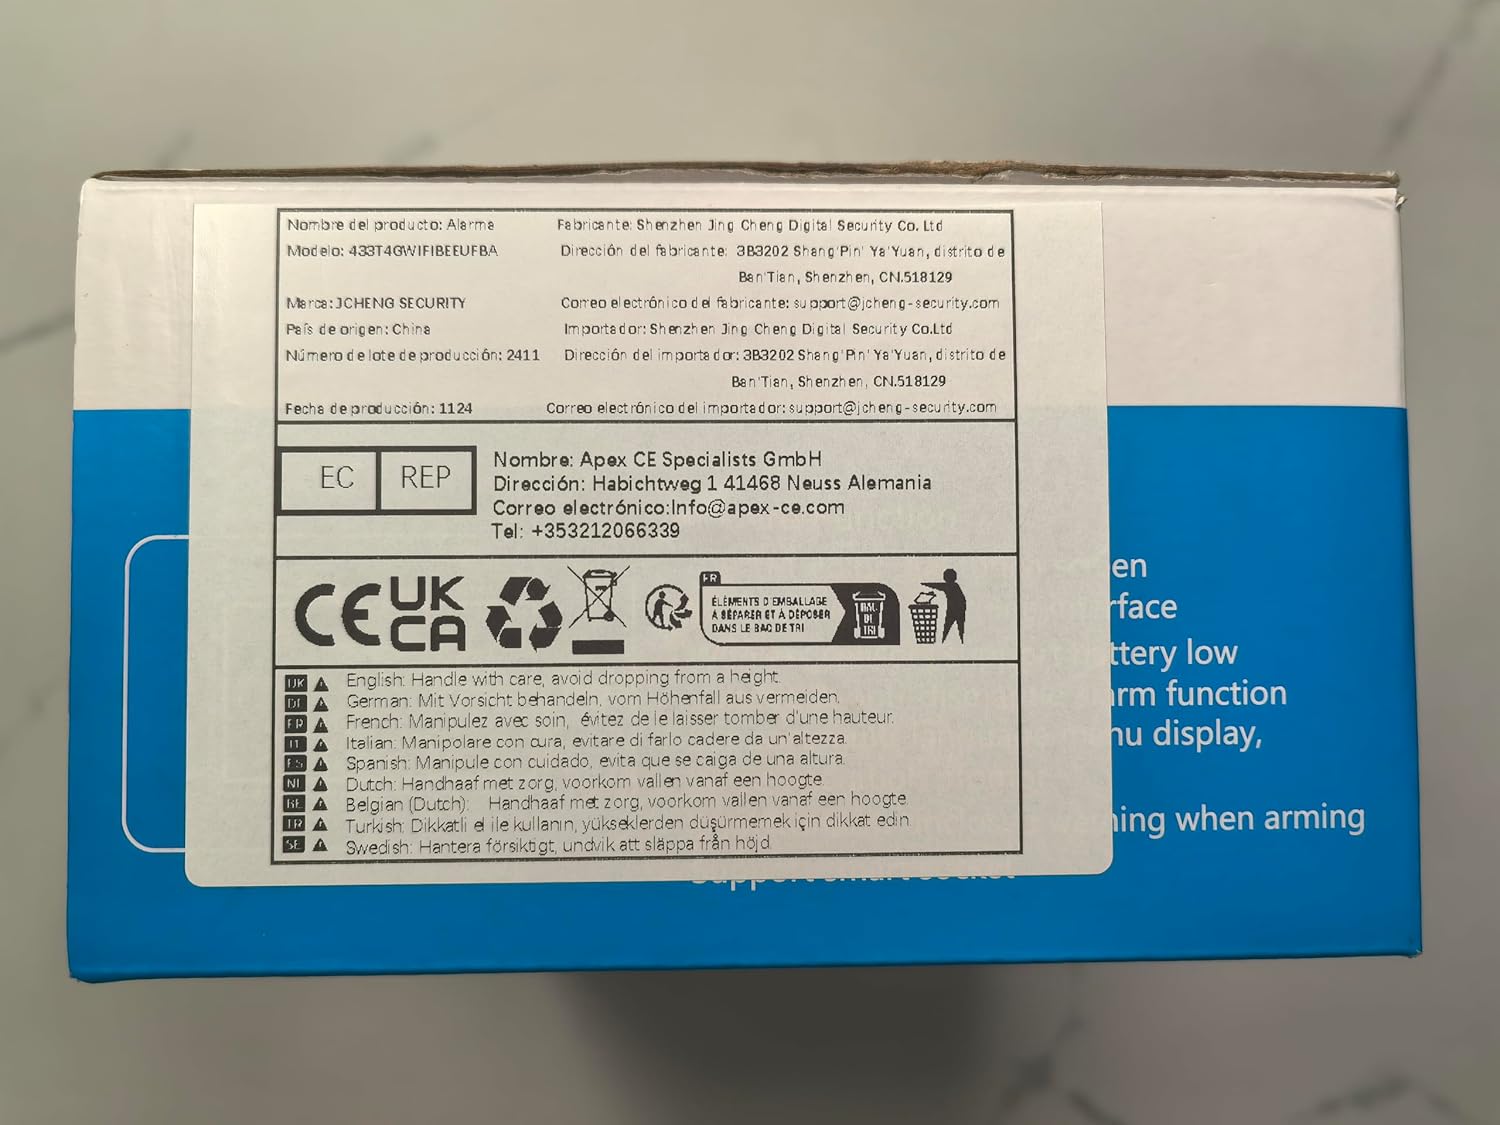 Nombre del producto: Alarma
Fabricante: Shenzhen Jing Cheng Digital Security Co. Ltd
Modelo: 433T4GWIFIBEEUFBA
Dirección del fabricante: 3B3202 Shang'Pin' Ya'Yuan, distrito de
Ban'Tian, Shenzhen, CN.518129
Marca: JCHENG SECURITY
Correo electrónico del fabricante: support@jcheng-security.com
País de origen: China
Importador: Shenzhen Jing Cheng Digital Security Co.Ltd
Número de lote de producción: 2411
Dirección del importador: 3B3202 Shang'Pin' Ya'Yuan, distrito de
Ban'Tian, Shenzhen, CN.518129
Fecha de producción: 1124
Correo electrónico del importador: support@jcheng-security.com
EC REP
Nombre: Apex CE Specialists GmbH
Dirección: Habichtweg 1 41468 Neuss Alemania
Correo electrónico:Info@apex-ce.com
Tel: +353212066339
CE
UK
CA
FR
ÉLÉMENTS D'EMBALLAGE
À SÉPARER ET À DÉPOSER
DANS LE BAC DE TRI
BAC
DE
TRI
UK English: Handle with care, avoid dropping from a height.
DE German: Mit Vorsicht behandeln, vom Höhenfall aus vermeiden.
FR French: Manipulez avec soin, évitez de le laisser tomber d'une hauteur.
IT Italian: Manipolare con cura, evitare di farlo cadere da un'altezza.
ES Spanish: Manipule con cuidado, evita que se caiga de una altura.
NL Dutch: Handhaaf met zorg, voorkom vallen vanaf een hoogte.
BE Belgian (Dutch): Handhaaf met zorg, voorkom vallen vanaf een hoogte.
TR Turkish: Dikkatli el ile kullanın, yükseklerden düşürmemek için dikkat edin.
SE Swedish: Hantera försiktigt, undvik att släppa från höjd.
battery low
function
display,
when arming
Support smart socket